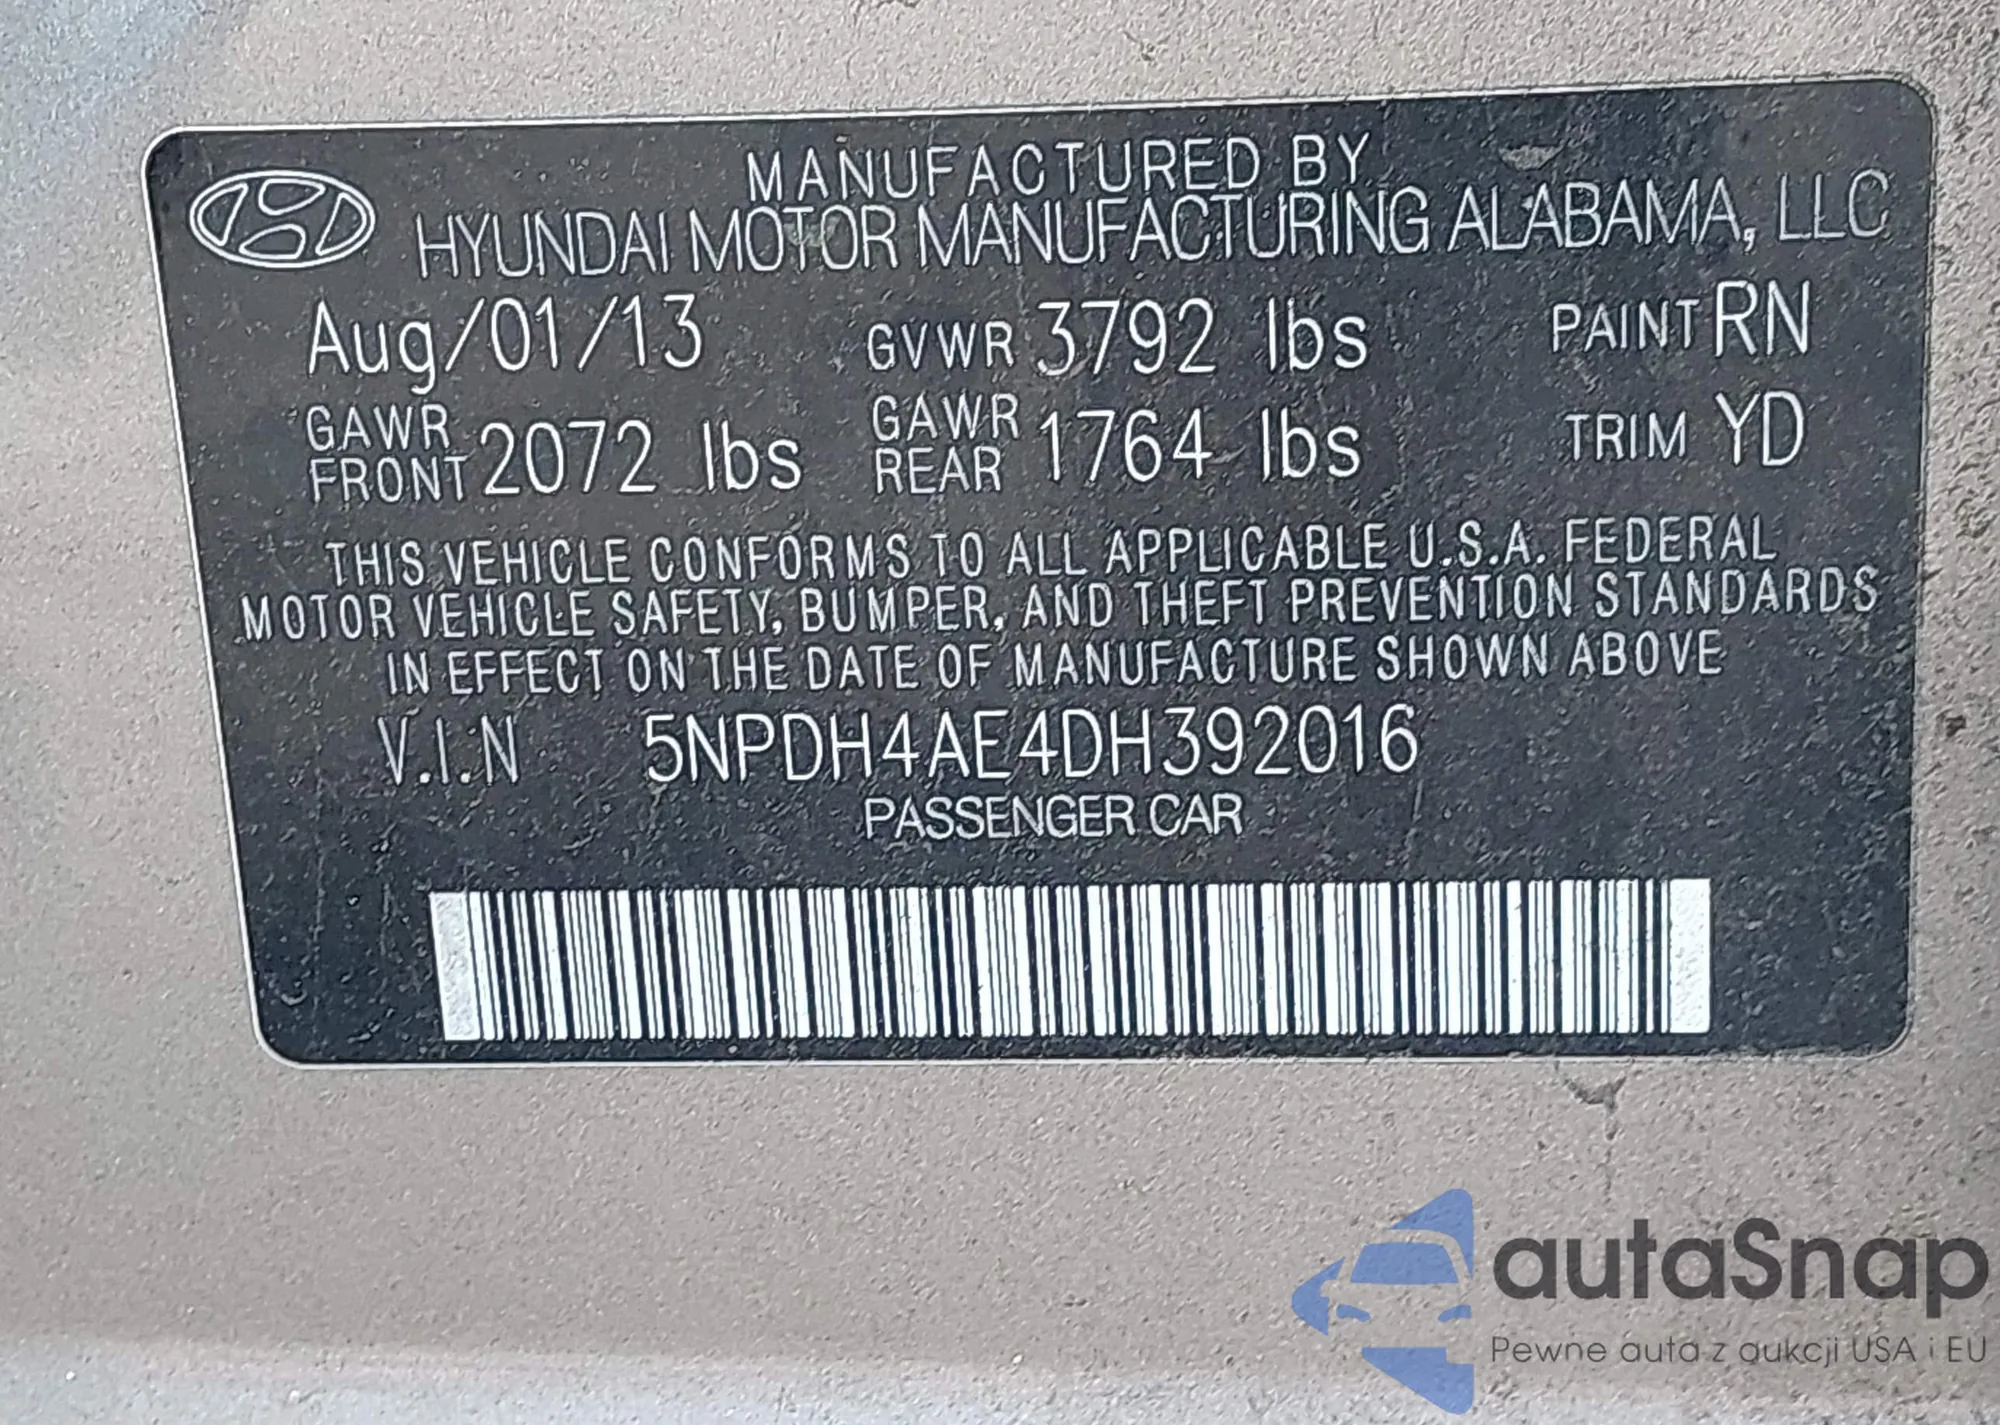 MANUFACTURED BY
HYUNDAI MOTOR MANUFACTURING ALABAMA, LLC
Aug/01/13 GVWR 3792 lbs PAINT RN
GAWR FRONT 2072 lbs GAWR REAR 1764 lbs TRIM YD
THIS VEHICLE CONFORMS TO ALL APPLICABLE U.S.A. FEDERAL
MOTOR VEHICLE SAFETY, BUMPER, AND THEFT PREVENTION STANDARDS
IN EFFECT ON THE DATE OF MANUFACTURE SHOWN ABOVE
V.I.N 5NPDH4AE4DH392016
PASSENGER CAR
autaSnap
Pewne auta z aukcji USA i EU